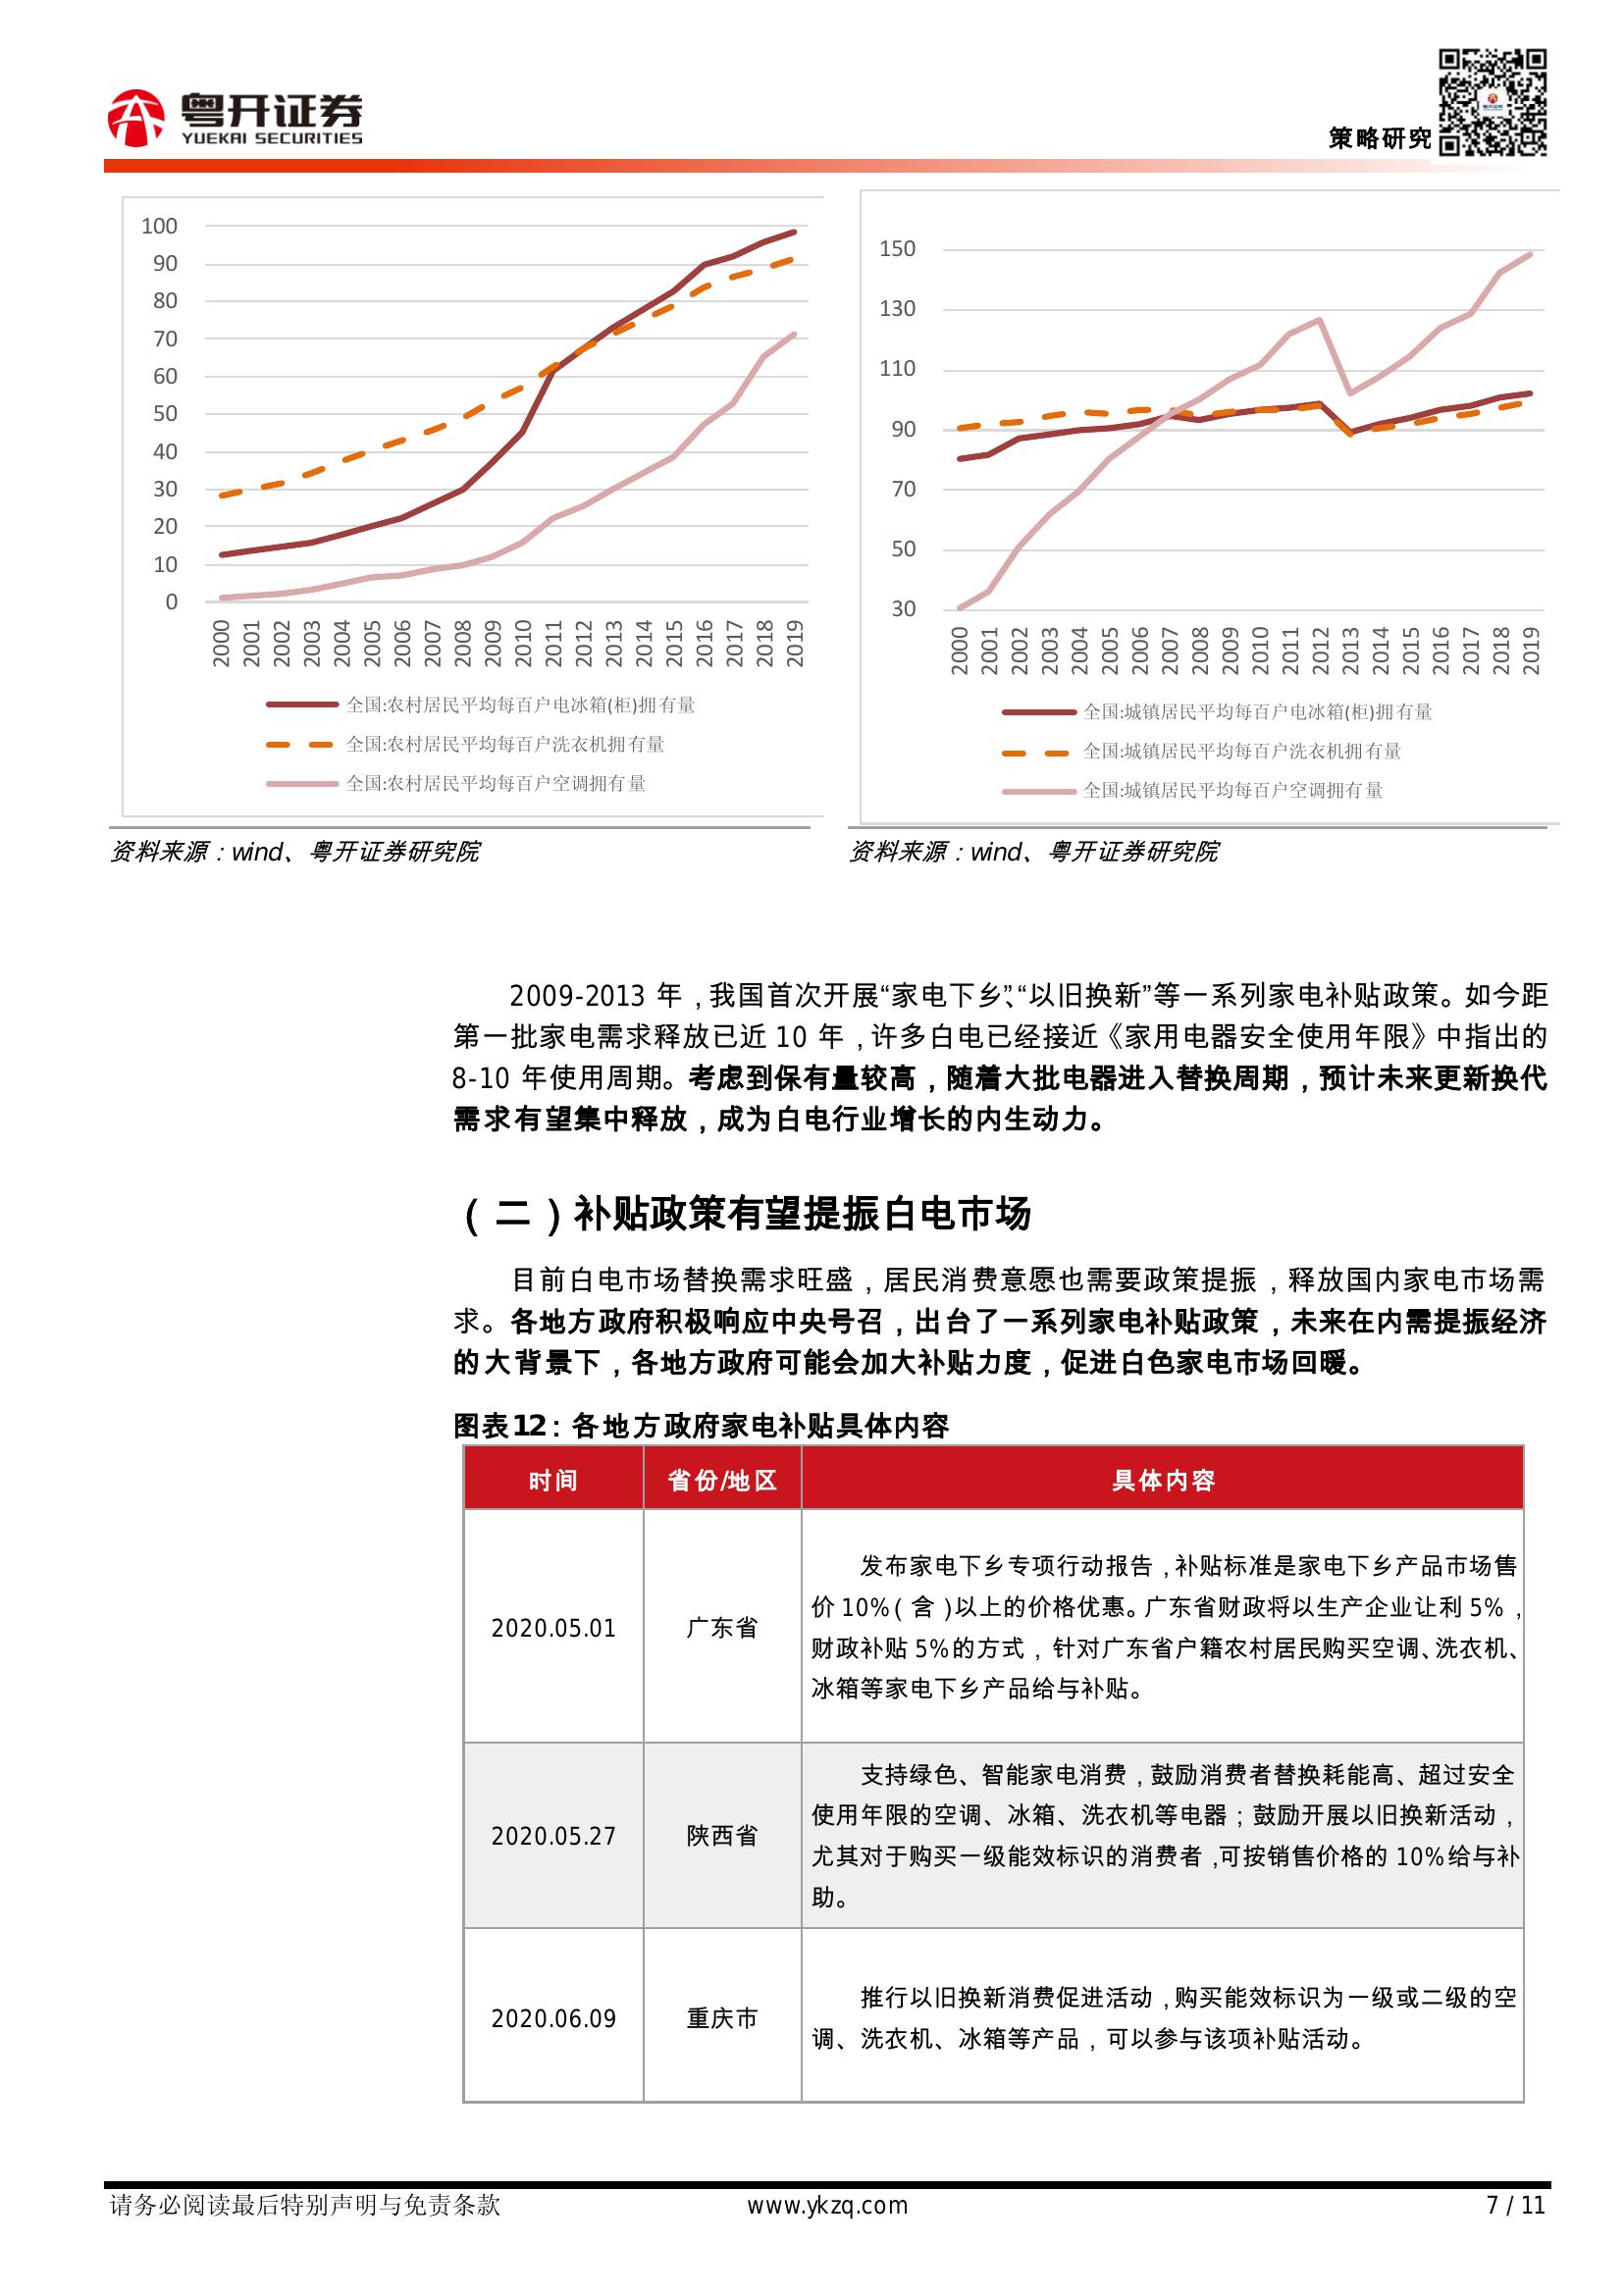 粤开证券
YUEKAI SECURITIES
策略研究
100
90
80
70
60
50
40
30
20
10
0
2000 2001 2002 2003 2004 2005 2006 2007 2008 2009 2010 2011 2012 2013 2014 2015 2016 2017 2018 2019
全国:农村居民平均每百户电冰箱(柜)拥有量
全国:农村居民平均每百户洗衣机拥有量
全国:农村居民平均每百户空调拥有量
资料来源：wind、粤开证券研究院
150
130
110
90
70
50
30
2000 2001 2002 2003 2004 2005 2006 2007 2008 2009 2010 2011 2012 2013 2014 2015 2016 2017 2018 2019
全国:城镇居民平均每百户电冰箱(柜)拥有量
全国:城镇居民平均每百户洗衣机拥有量
全国:城镇居民平均每百户空调拥有量
资料来源：wind、粤开证券研究院
2009-2013 年，我国首次开展“家电下乡”、“以旧换新”等一系列家电补贴政策。如今距
第一批家电需求释放已近 10 年，许多白电已经接近《家用电器安全使用年限》中指出的
8-10 年使用周期。考虑到保有量较高，随着大批电器进入替换周期，预计未来更新换代
需求有望集中释放，成为白电行业增长的内生动力。
（二）补贴政策有望提振白电市场
目前白电市场替换需求旺盛，居民消费意愿也需要政策提振，释放国内家电市场需
求。各地方政府积极响应中央号召，出台了一系列家电补贴政策，未来在内需提振经济
的大背景下，各地方政府可能会加大补贴力度，促进白色家电市场回暖。
图表12：各地方政府家电补贴具体内容
时间 省份/地区 具体内容
2020.05.01 广东省
发布家电下乡专项行动报告，补贴标准是家电下乡产品市场售
价 10%（含）以上的价格优惠。广东省财政将以生产企业让利 5%，
财政补贴 5%的方式，针对广东省户籍农村居民购买空调、洗衣机、
冰箱等家电下乡产品给与补贴。
2020.05.27 陕西省
支持绿色、智能家电消费，鼓励消费者替换耗能高、超过安全
使用年限的空调、冰箱、洗衣机等电器；鼓励开展以旧换新活动，
尤其对于购买一级能效标识的消费者，可按销售价格的 10%给与补
助。
2020.06.09 重庆市
推行以旧换新消费促进活动，购买能效标识为一级或二级的空
调、洗衣机、冰箱等产品，可以参与该项补贴活动。
请务必阅读最后特别声明与免责条款 www.ykzq.com 7 / 11